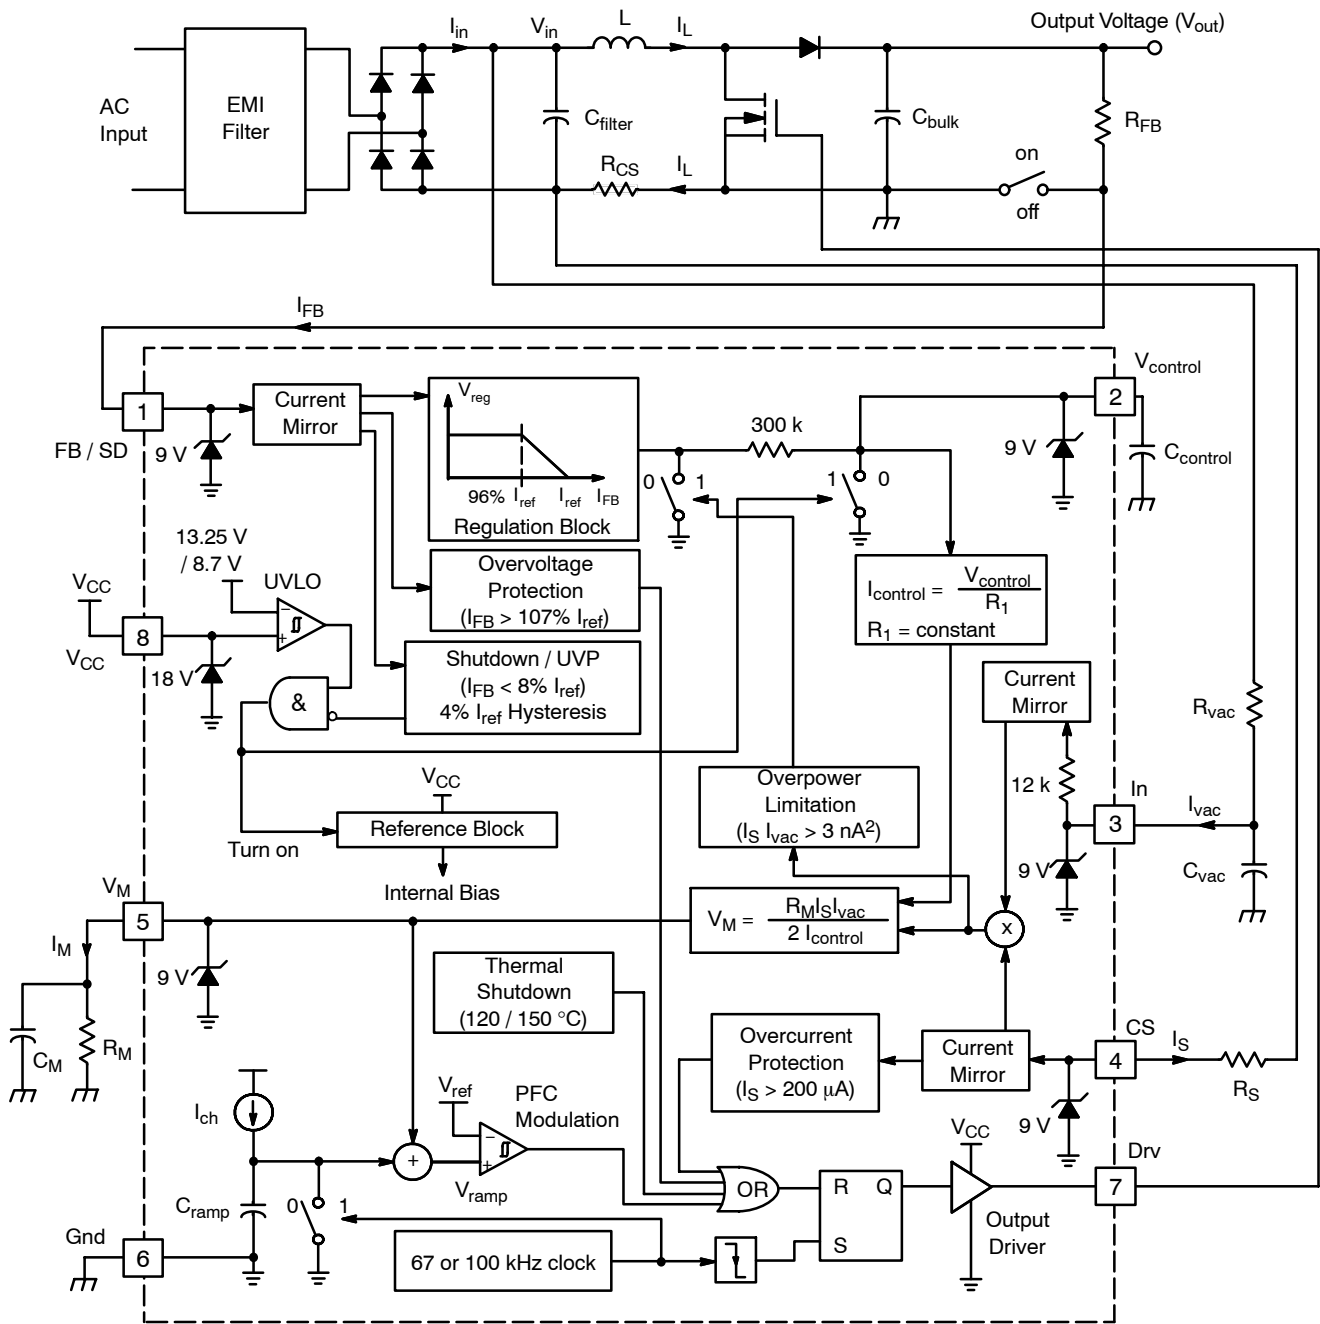 Output Voltage (Vout)
Iin
Vin
L
IL
AC
Input
EMI
Filter
Cfilter
Cbulk
RFB
RCS
IL
on
off
IFB
Vcontrol
1
FB / SD
9 V
Current
Mirror
Vreg
96% Iref
Iref
IFB
Regulation Block
300 k
0
1
1
0
2
9 V
Ccontrol
13.25 V
/ 8.7 V
UVLO
VCC
8
VCC
18 V
−
+
&
Overvoltage
Protection
(IFB > 107% Iref)
Shutdown / UVP
(IFB < 8% Iref)
4% Iref Hysteresis
Icontrol = Vcontrol
R1
R1 = constant
Current
Mirror
Rvac
12 k
In
3
Ivac
9 V
Cvac
VCC
Reference Block
Turn on
Internal Bias
Overpower
Limitation
(IS Ivac > 3 nA2)
VM
5
IM
9 V
CM
RM
VM = RMISIvac
2 Icontrol
x
Thermal
Shutdown
(120 / 150 °C)
Overcurrent
Protection
(IS > 200 μA)
Current
Mirror
CS
4
IS
RS
9 V
Ich
Vref
PFC
Modulation
−
+
+
Vramp
Cramp
0
1
OR
R
Q
S
VCC
Drv
7
Output
Driver
Gnd
6
67 or 100 kHz clock